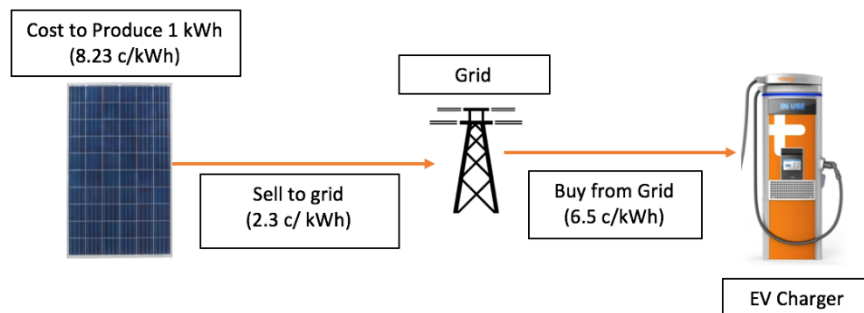 Cost to Produce 1 kWh
(8.23 c/kWh)
Grid
IN USE
t
Sell to grid
(2.3 c/ kWh)
Buy from Grid
(6.5 c/kWh)
EV Charger